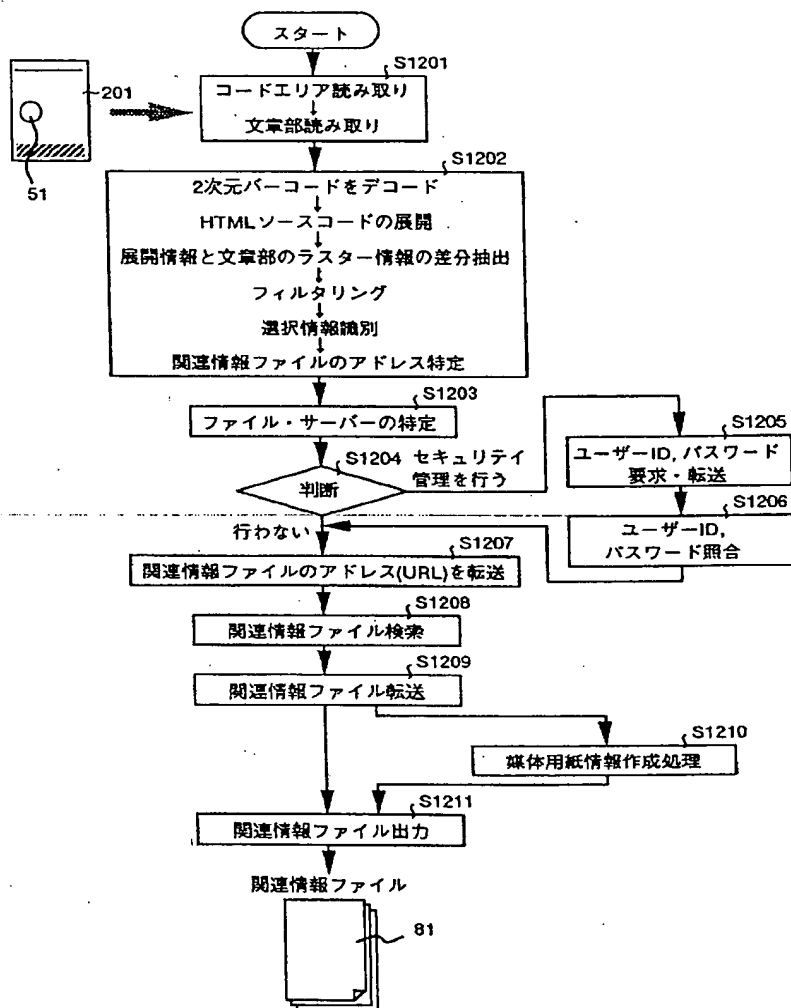 スタート
S1201
201
コードエリア読み取り
文章部読み取り
51
S1202
2次元バーコードをデコード
HTMLソースコードの展開
展開情報と文章部のラスター情報の差分抽出
フィルタリング
選択情報識別
関連情報ファイルのアドレス特定
S1203
ファイル・サーバーの特定
S1204 セキュリテイ
管理を行う
判断
S1205
ユーザーID, パスワード
要求・転送
S1206
ユーザーID,
パスワード照合
行わない
S1207
関連情報ファイルのアドレス(URL)を転送
S1208
関連情報ファイル検索
S1209
関連情報ファイル転送
S1210
媒体用紙情報作成処理
S1211
関連情報ファイル出力
関連情報ファイル
81